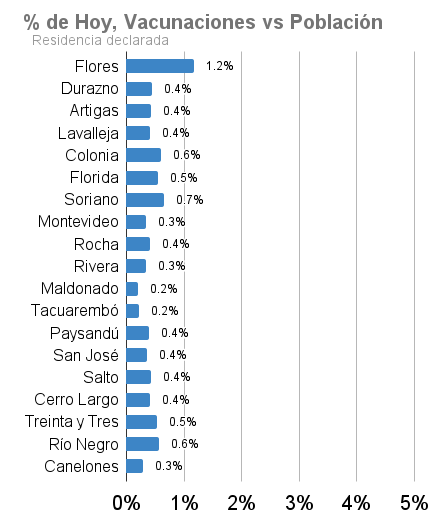 % de Hoy, Vacunaciones vs Población
Residencia declarada
Flores 1.2%
Durazno 0.4%
Artigas 0.4%
Lavalleja 0.4%
Colonia 0.6%
Florida 0.5%
Soriano 0.7%
Montevideo 0.3%
Rocha 0.4%
Rivera 0.3%
Maldonado 0.2%
Tacuarembó 0.2%
Paysandú 0.4%
San José 0.4%
Salto 0.4%
Cerro Largo 0.4%
Treinta y Tres 0.5%
Río Negro 0.6%
Canelones 0.3%
0% 1% 2% 3% 4% 5%